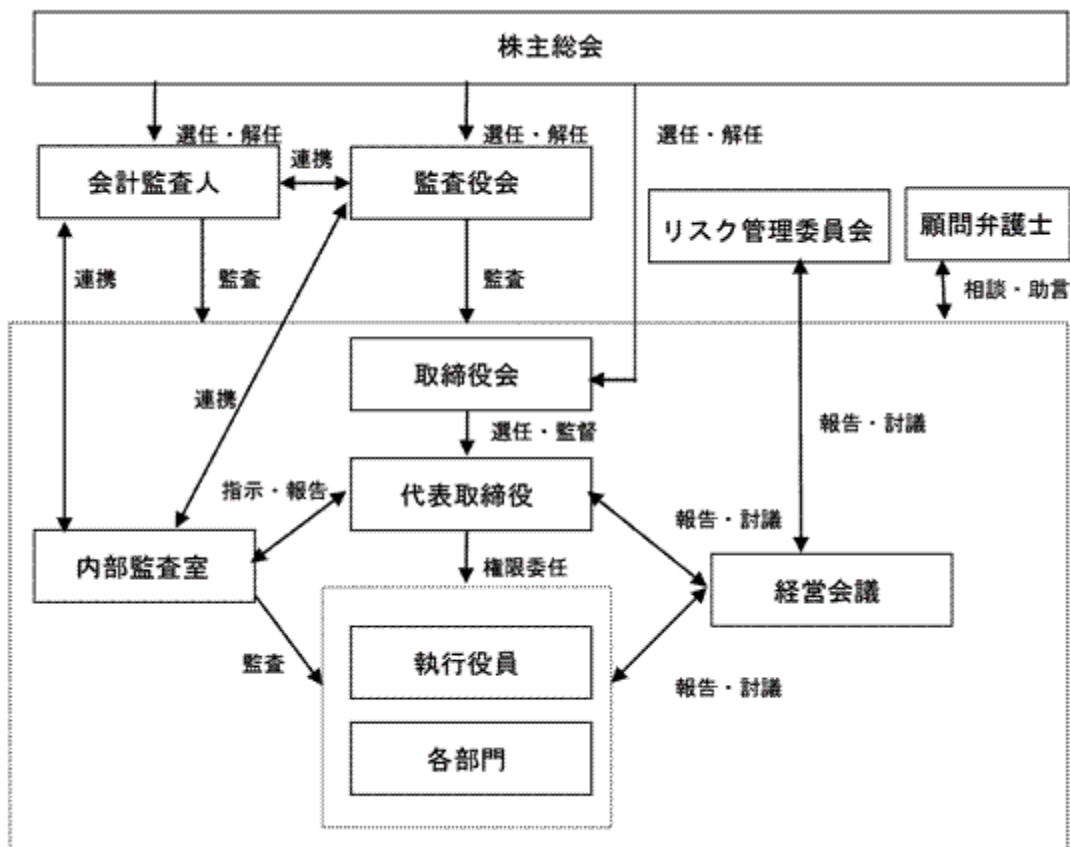 株主総会
選任・解任
選任・解任
選任・解任
会計監査人
連携
監査役会
リスク管理委員会
顧問弁護士
連携
監査
監査
相談・助言
取締役会
連携
選任・監督
報告・討議
指示・報告
代表取締役
報告・討議
内部監査室
権限委任
経営会議
監査
執行役員
報告・討議
各部門